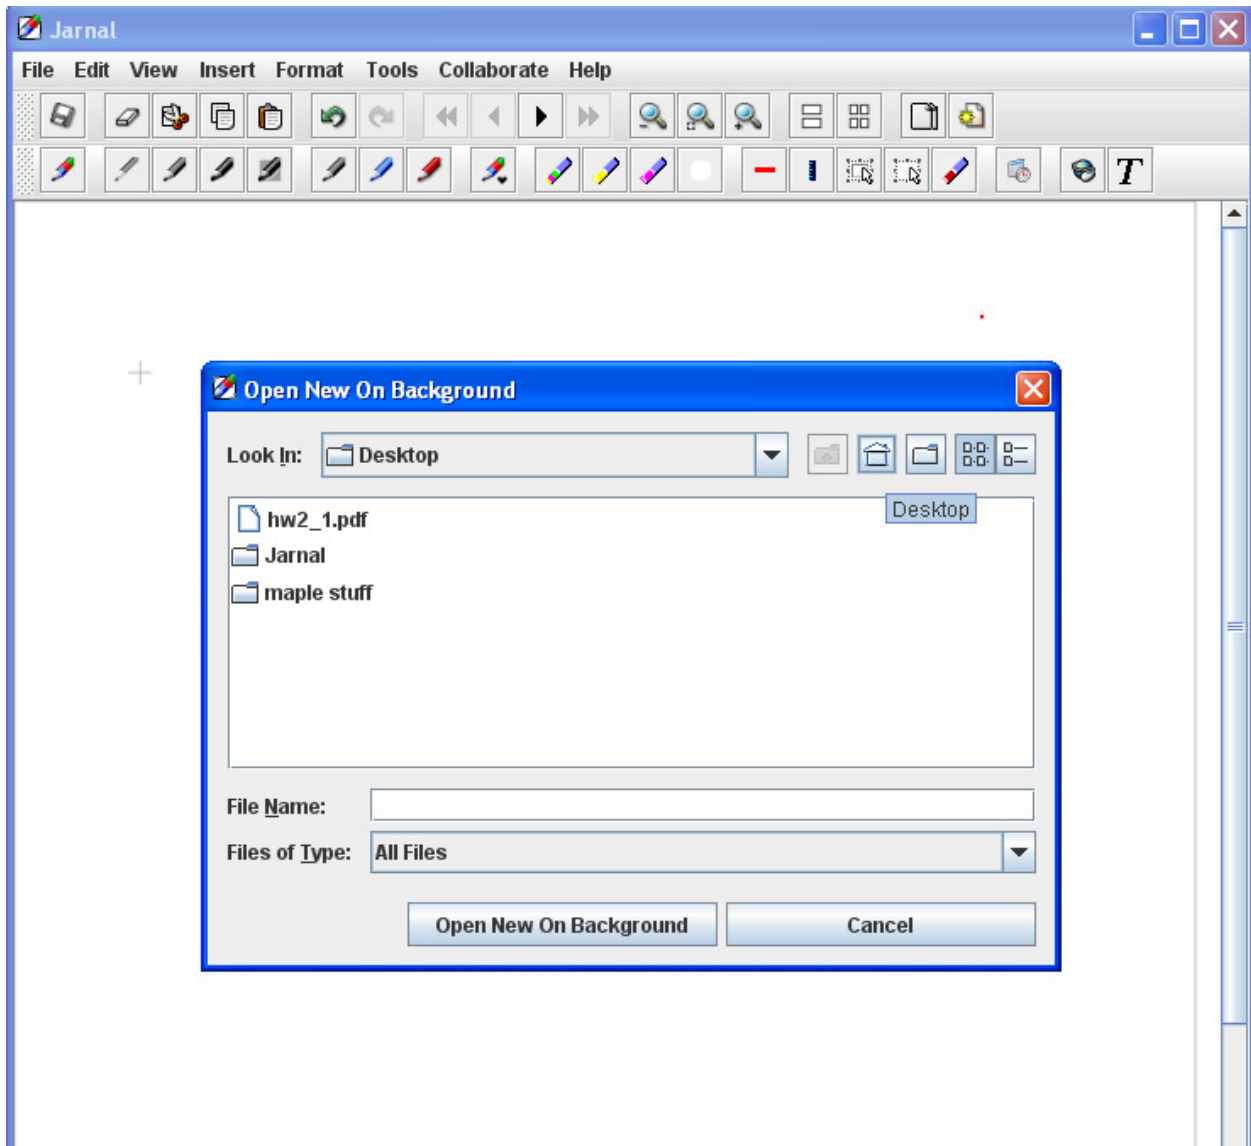 Jarnal
File Edit View Insert Format Tools Collaborate Help
T
Open New On Background
Look In: Desktop
Desktop
hw2_1.pdf
Jarnal
maple stuff
File Name:
Files of Type: All Files
Open New On Background Cancel